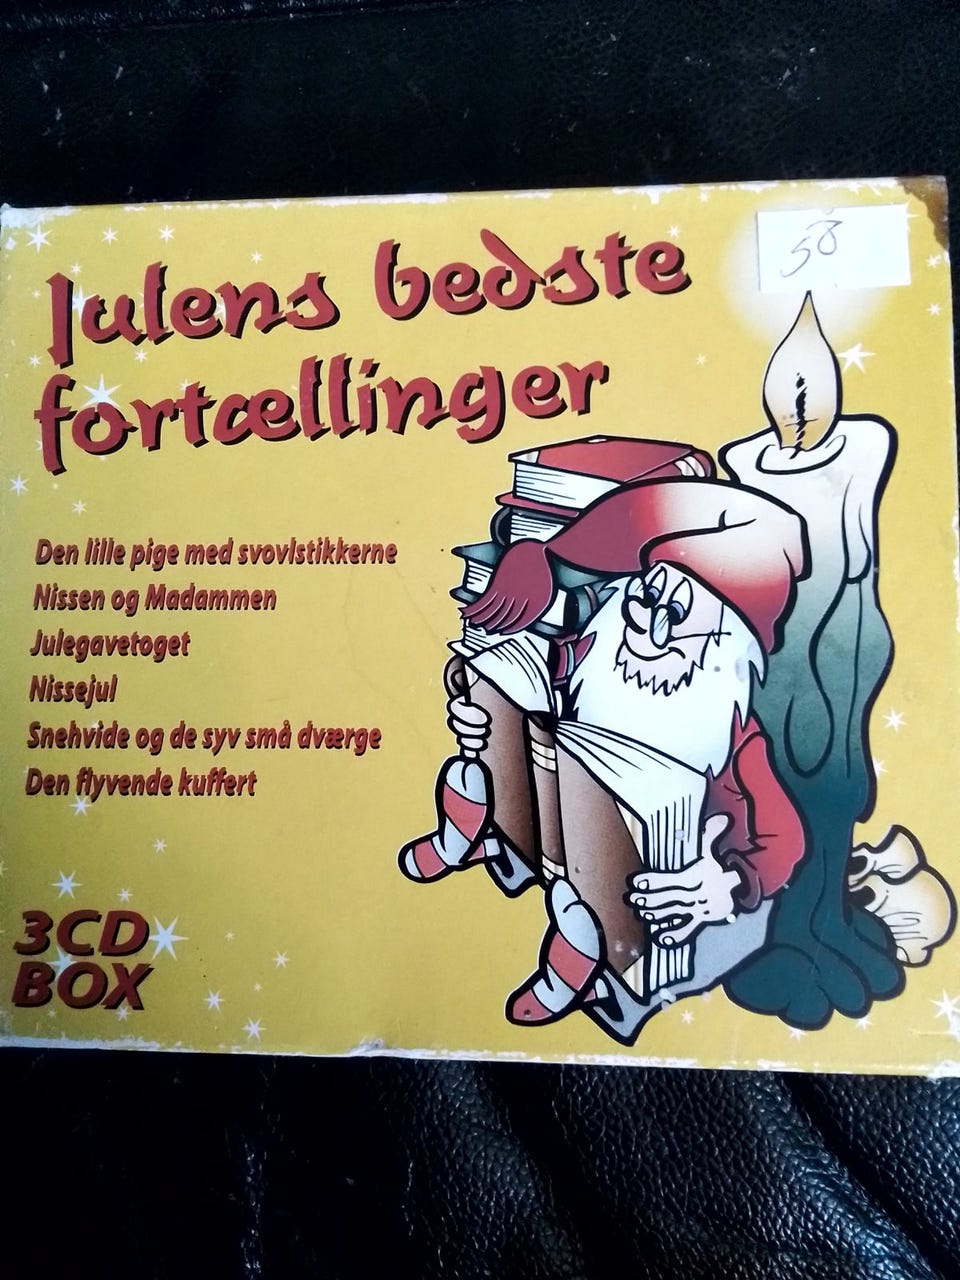 Julens bedste
fortællinger
58
Den lille pige med svovlstikkerne
Nissen og Madammen
Julegavetoget
Nissejul
Snehvide og de syv små dværge
Den flyvende kuffert
3CD
BOX